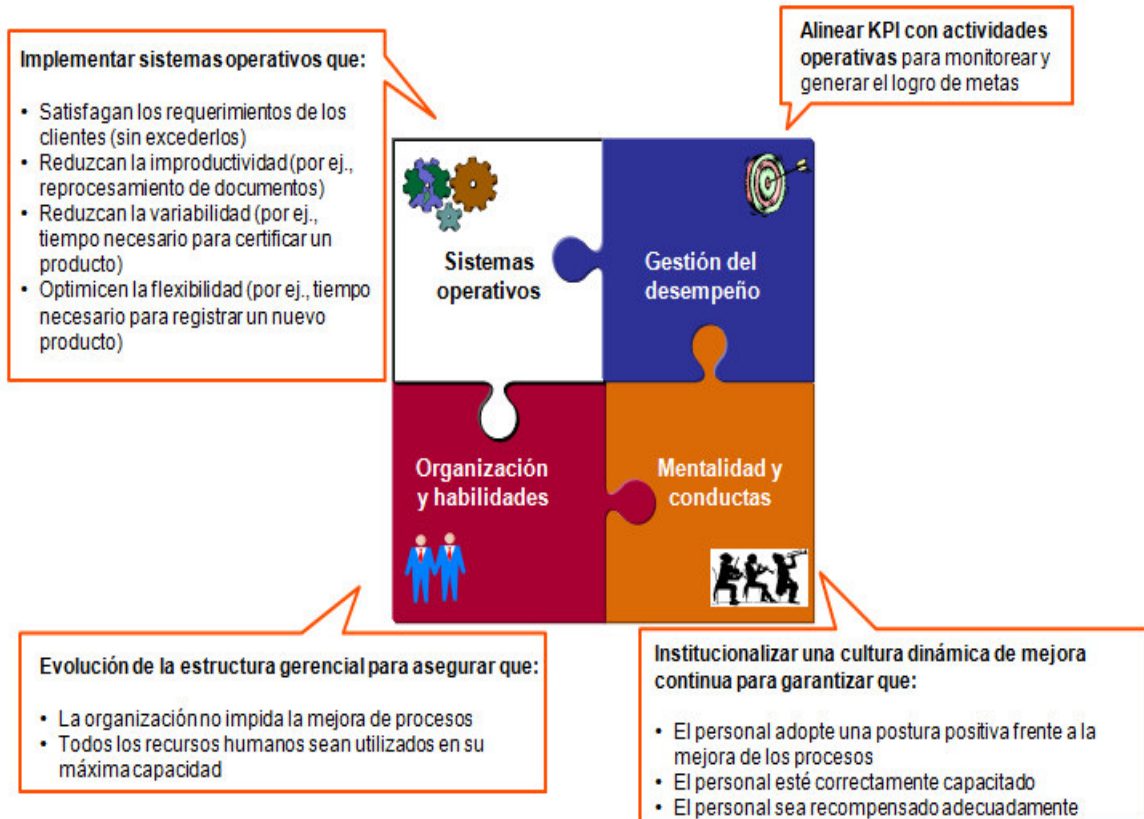 Implementar sistemas operativos que:
• Satisfagan los requerimientos de los
clientes (sin excederlos)
• Reduzcan la improductividad (por ej.,
reprocesamiento de documentos)
• Reduzcan la variabilidad (por ej.,
tiempo necesario para certificar un
producto)
• Optimicen la flexibilidad (por ej., tiempo
necesario para registrar un nuevo
producto)
Alinear KPI con actividades
operativas para monitorear y
generar el logro de metas
Sistemas
operativos
Gestión del
desempeño
Organización
y habilidades
Mentalidad y
conductas
Evolución de la estructura gerencial para asegurar que:
• La organización no impida la mejora de procesos
• Todos los recursos humanos sean utilizados en su
máxima capacidad
Institucionalizar una cultura dinámica de mejora
continua para garantizar que:
• El personal adopte una postura positiva frente a la
mejora de los procesos
• El personal esté correctamente capacitado
• El personal sea recompensado adecuadamente